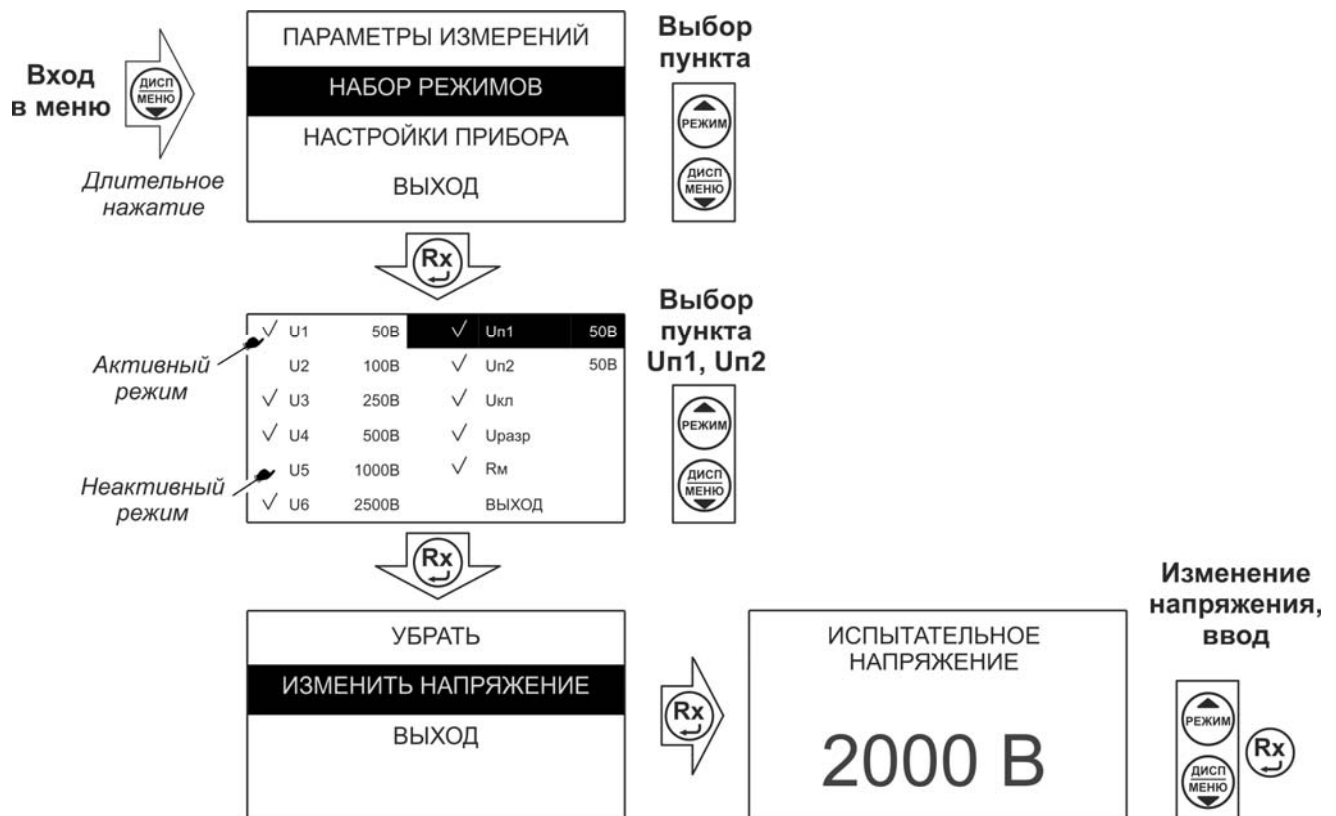 Вход
в меню
ДИСП
МЕНЮ
Длительное
нажатие
ПАРАМЕТРЫ ИЗМЕРЕНИЙ
НАБОР РЕЖИМОВ
НАСТРОЙКИ ПРИБОРА
ВЫХОД
Выбор
пункта
РЕЖИМ
ДИСП
МЕНЮ
Rx
Активный
режим
Неактивный
режим
✓ U1 50В ✓ Uп1 50В
U2 100В ✓ Uп2 50В
✓ U3 250В ✓ Uкл
✓ U4 500В ✓ Uразр
U5 1000В ✓ Rм
✓ U6 2500В ВЫХОД
Выбор
пункта
Uп1, Uп2
РЕЖИМ
ДИСП
МЕНЮ
Rx
УБРАТЬ
ИЗМЕНИТЬ НАПРЯЖЕНИЕ
ВЫХОД
Rx
ИСПЫТАТЕЛЬНОЕ
НАПРЯЖЕНИЕ
2000 В
Изменение
напряжения,
ввод
РЕЖИМ
ДИСП
МЕНЮ
Rx